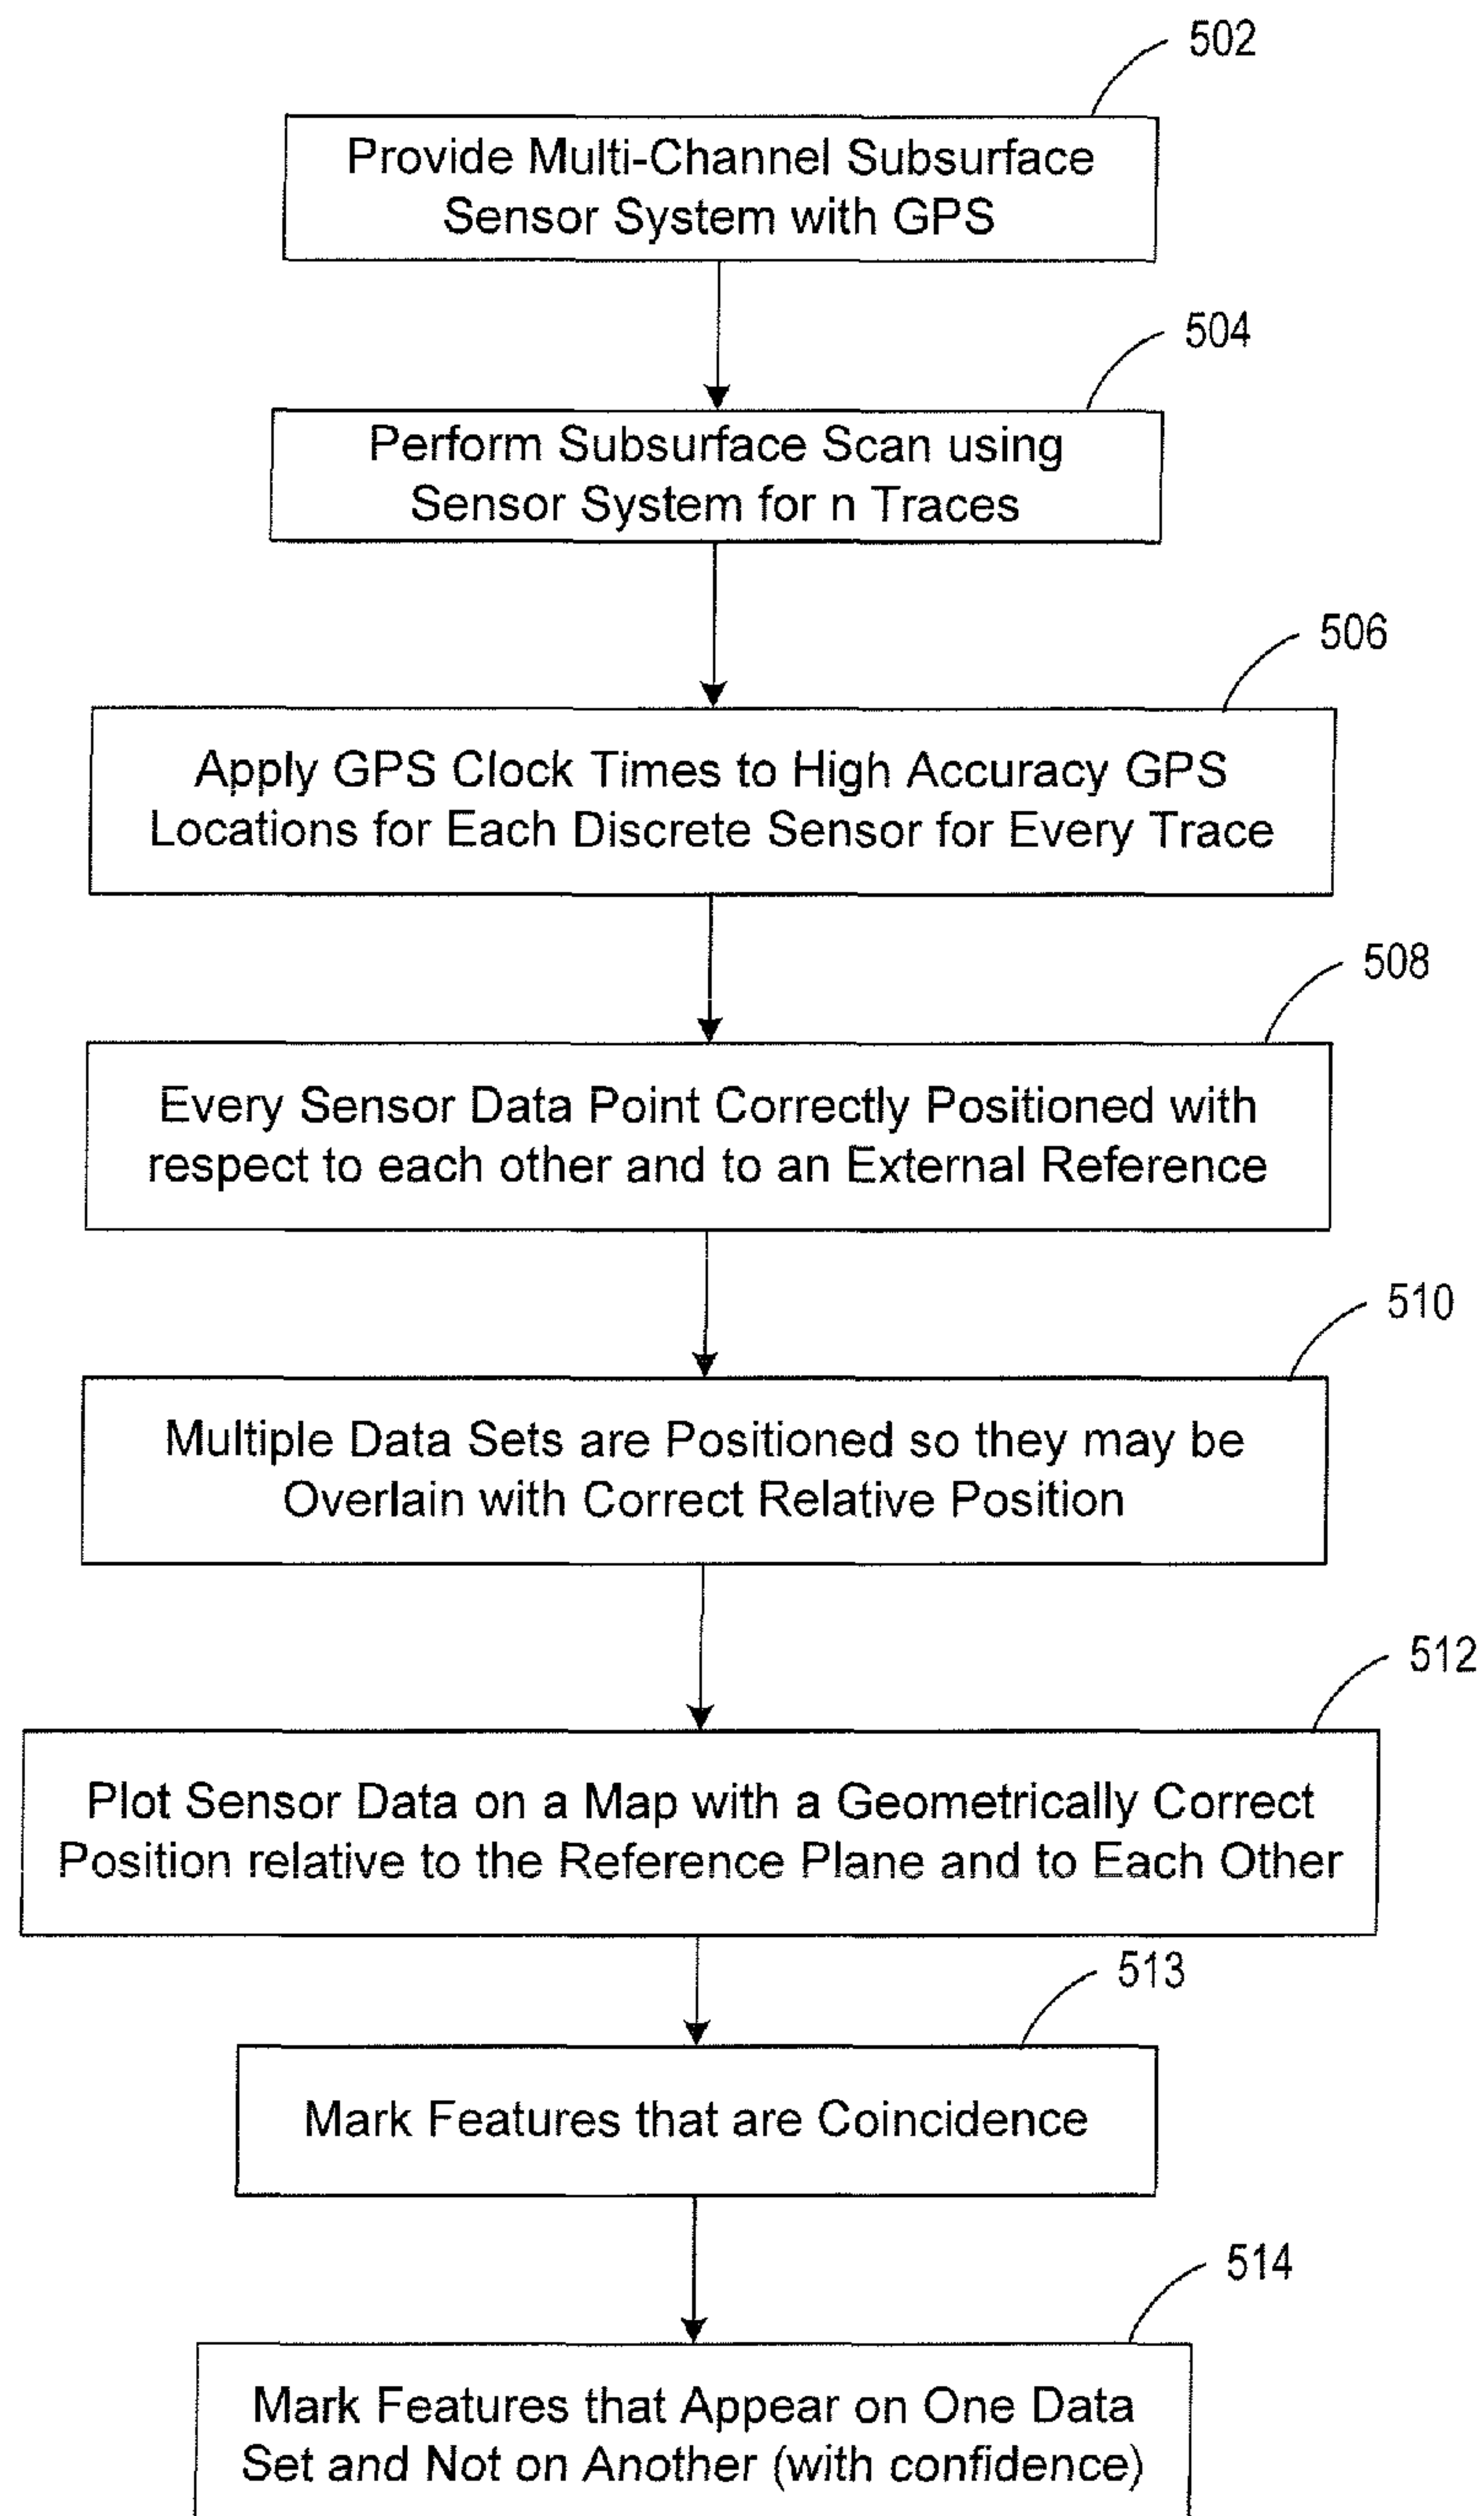 502
Provide Multi-Channel Subsurface
Sensor System with GPS
504
Perform Subsurface Scan using
Sensor System for n Traces
506
Apply GPS Clock Times to High Accuracy GPS
Locations for Each Discrete Sensor for Every Trace
508
Every Sensor Data Point Correctly Positioned with
respect to each other and to an External Reference
510
Multiple Data Sets are Positioned so they may be
Overlain with Correct Relative Position
512
Plot Sensor Data on a Map with a Geometrically Correct
Position relative to the Reference Plane and to Each Other
513
Mark Features that are Coincidence
514
Mark Features that Appear on One Data
Set and Not on Another (with confidence)